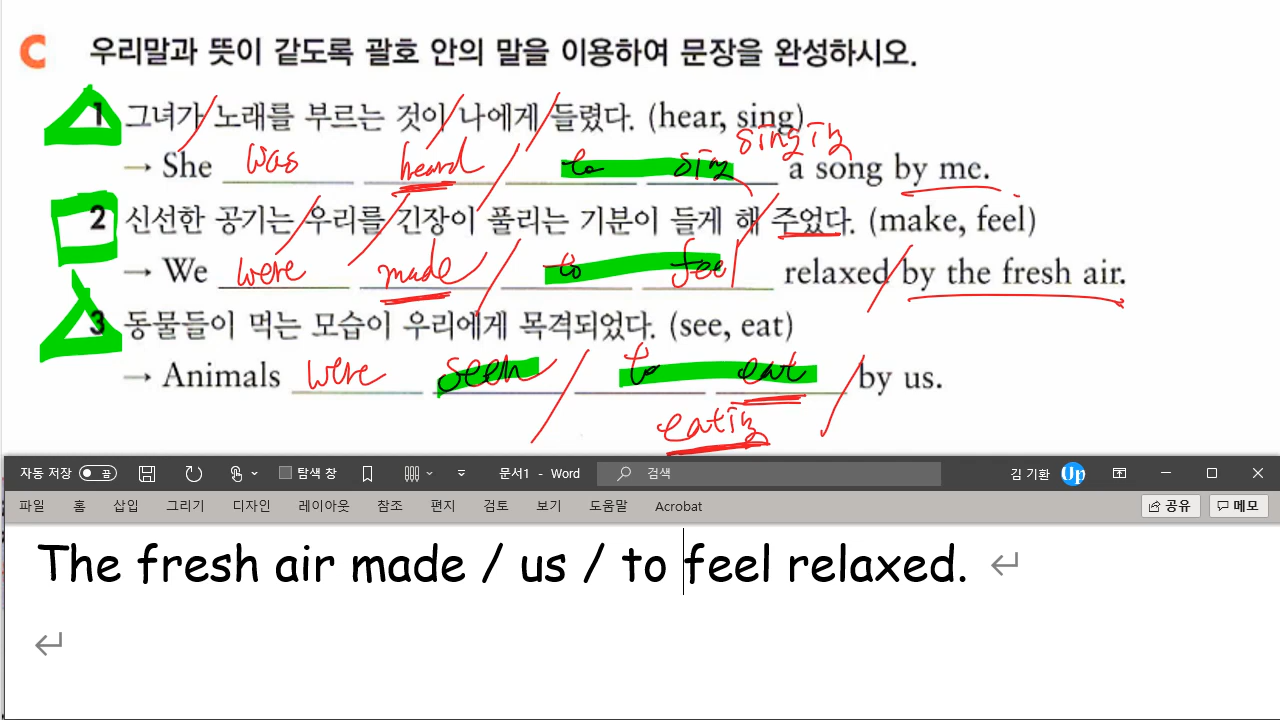 C 우리말과 뜻이 같도록 괄호 안의 말을 이용하여 문장을 완성하시오.
1 그녀가 노래를 부르는 것이 나에게 들렸다. (hear, sing)
singing
→ She was heard to sing a song by me.
2 신선한 공기는 우리를 긴장이 풀리는 기분이 들게 해 주었다. (make, feel)
→ We were made to feel relaxed by the fresh air.
3 동물들이 먹는 모습이 우리에게 목격되었다. (see, eat)
→ Animals were seen to eat by us.
eating
자동 저장 끔 탐색 창 문서1 - Word 검색 김 기환
파일 홈 삽입 그리기 디자인 레이아웃 참조 편지 검토 보기 도움말 Acrobat 공유 메모
The fresh air made / us / to feel relaxed.